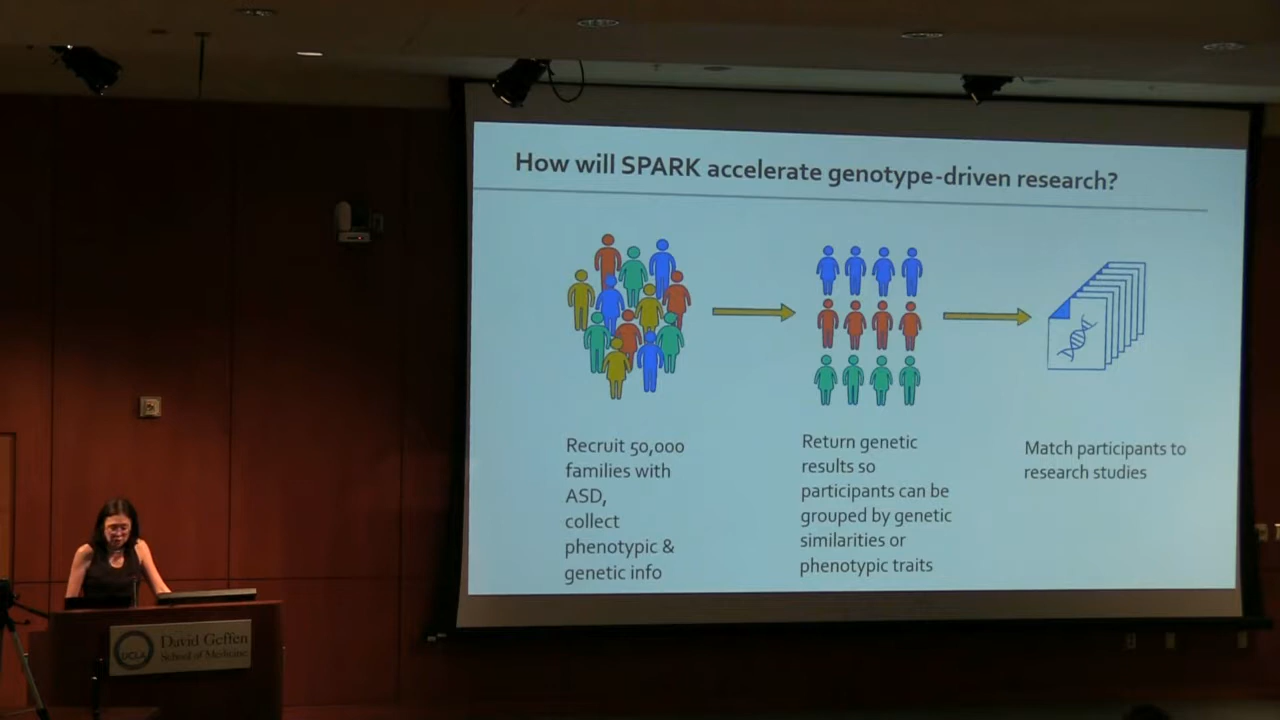 How will SPARK accelerate genotype-driven research?
Recruit 50,000
families with
ASD,
collect
phenotypic &
genetic info
Return genetic
results so
participants can be
grouped by genetic
similarities or
phenotypic traits
Match participants to
research studies
UCLA
David Geffen
School of Medicine